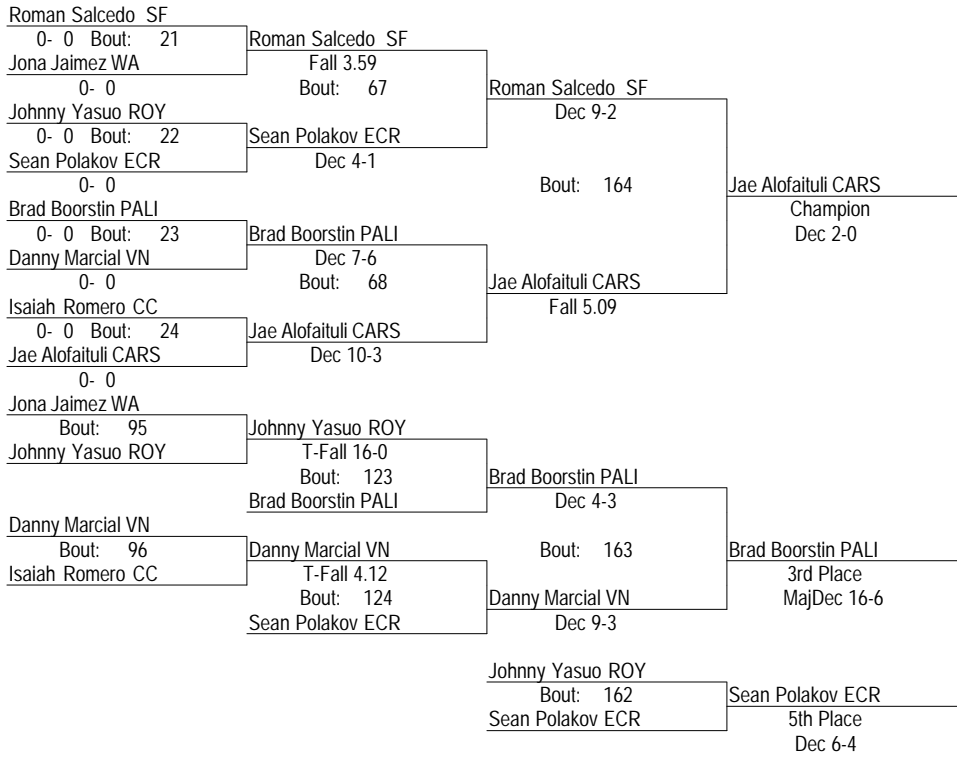 Roman Salcedo SF
0- 0 Bout: 21
Jona Jaimez WA
0- 0
Johnny Yasuo ROY
0- 0 Bout: 22
Sean Polakov ECR
0- 0
Brad Boorstin PALI
0- 0 Bout: 23
Danny Marcial VN
0- 0
Isaiah Romero CC
0- 0 Bout: 24
Jae Alofaituli CARS
0- 0
Roman Salcedo SF
Fall 3.59
Bout: 67
Sean Polakov ECR
Dec 4-1
Brad Boorstin PALI
Dec 7-6
Bout: 68
Jae Alofaituli CARS
Dec 10-3
Roman Salcedo SF
Dec 9-2
Bout: 164
Jae Alofaituli CARS
Fall 5.09
Jae Alofaituli CARS
Champion
Dec 2-0
Jona Jaimez WA
Bout: 95
Johnny Yasuo ROY
Danny Marcial VN
Bout: 96
Isaiah Romero CC
Johnny Yasuo ROY
T-Fall 16-0
Bout: 123
Brad Boorstin PALI
Danny Marcial VN
T-Fall 4.12
Bout: 124
Sean Polakov ECR
Brad Boorstin PALI
Dec 4-3
Bout: 163
Danny Marcial VN
Dec 9-3
Brad Boorstin PALI
3rd Place
MajDec 16-6
Johnny Yasuo ROY
Bout: 162
Sean Polakov ECR
Sean Polakov ECR
5th Place
Dec 6-4